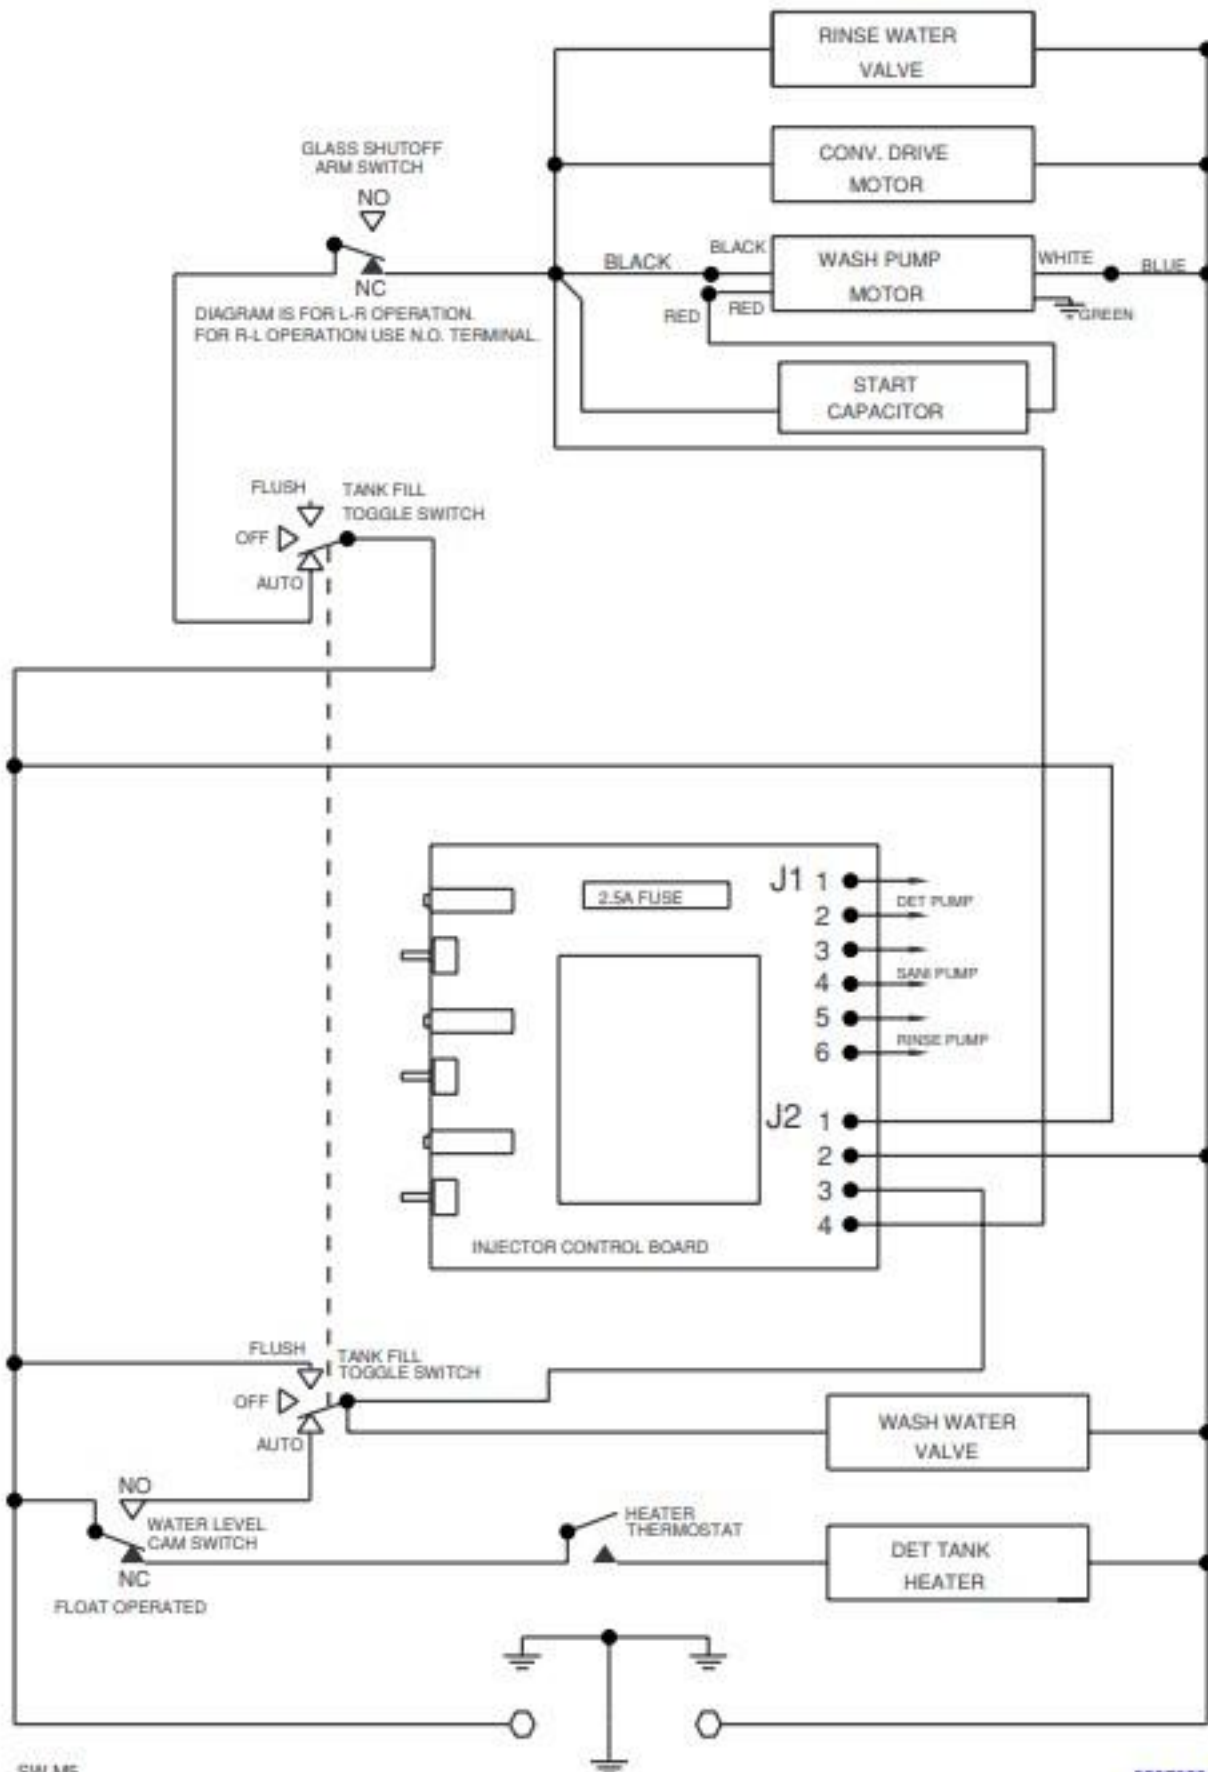 RINSE WATER
VALVE
GLASS SHUTOFF
ARM SWITCH
NO
CONV. DRIVE
MOTOR
BLACK
BLACK
WASH PUMP
MOTOR
WHITE
BLUE
NC
RED
RED
GREEN
DIAGRAM IS FOR L-R OPERATION.
FOR R-L OPERATION USE N.O. TERMINAL.
START
CAPACITOR
FLUSH
TANK FILL
TOGGLE SWITCH
OFF
AUTO
2.5A FUSE
J1
1
DET PUMP
2
3
SANI PUMP
4
5
RINSE PUMP
6
J2
1
2
3
4
INJECTOR CONTROL BOARD
FLUSH
TANK FILL
TOGGLE SWITCH
OFF
AUTO
WASH WATER
VALVE
NO
WATER LEVEL
CAM SWITCH
NC
FLOAT OPERATED
HEATER
THERMOSTAT
DET TANK
HEATER